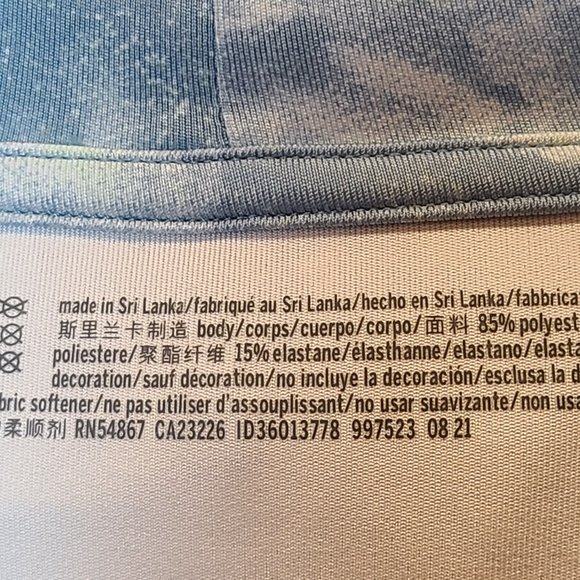 made in Sri Lanka/fabriqué au Sri Lanka/hecho en Sri Lanka/fabbrica
斯里兰卡制造 body/corps/cuerpo/corpo/面料 85% polyest
poliestere/聚酯纤维 15% elastane/élasthanne/elastano/elasta
decoration/sauf décoration/no incluye la decoración/esclusa la d
bric softener/ne pas utiliser d'assouplissant/no usar suavizante/non usa
柔顺剂 RN54867 CA23226 ID36013778 997523 08 21